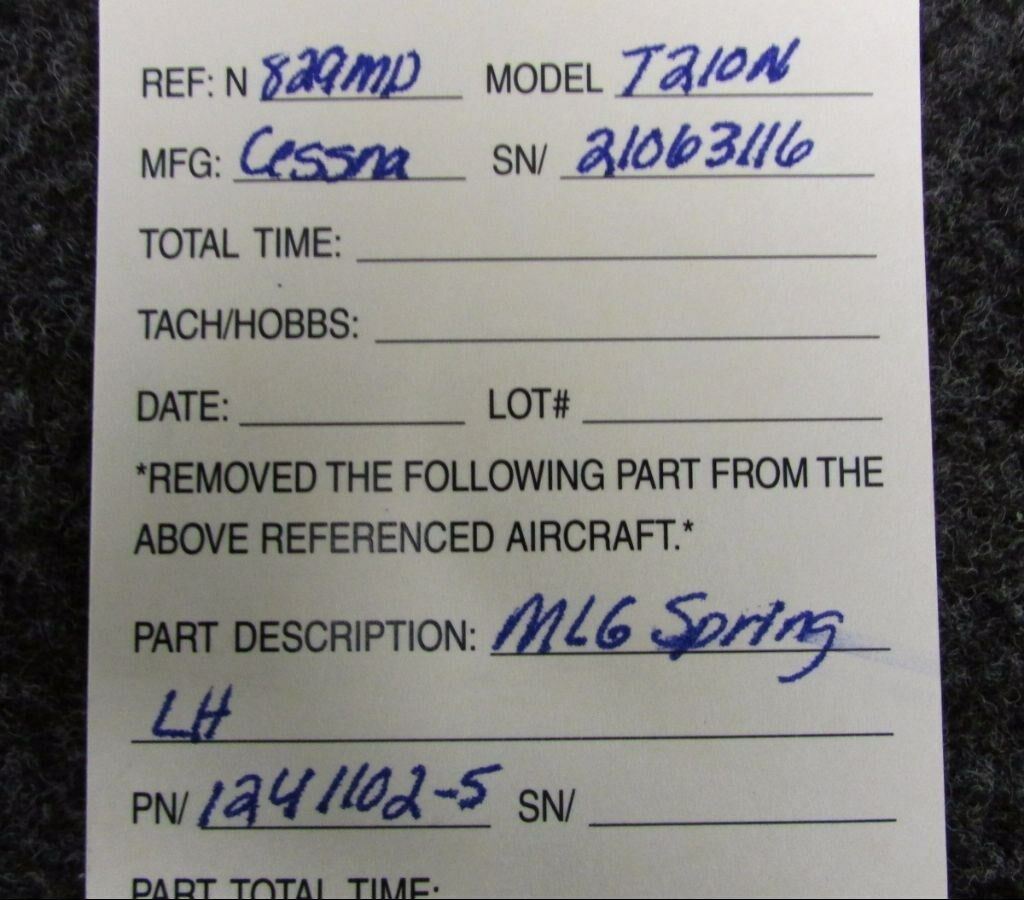 REF: N 829MD MODEL T210N
MFG: Cessna SN/ 21063116
TOTAL TIME:
TACH/HOBBS:
DATE: LOT#
*REMOVED THE FOLLOWING PART FROM THE
ABOVE REFERENCED AIRCRAFT.*
PART DESCRIPTION: MLG Spring
LH
PN/ 1241102-5 SN/
PART TOTAL TIME: